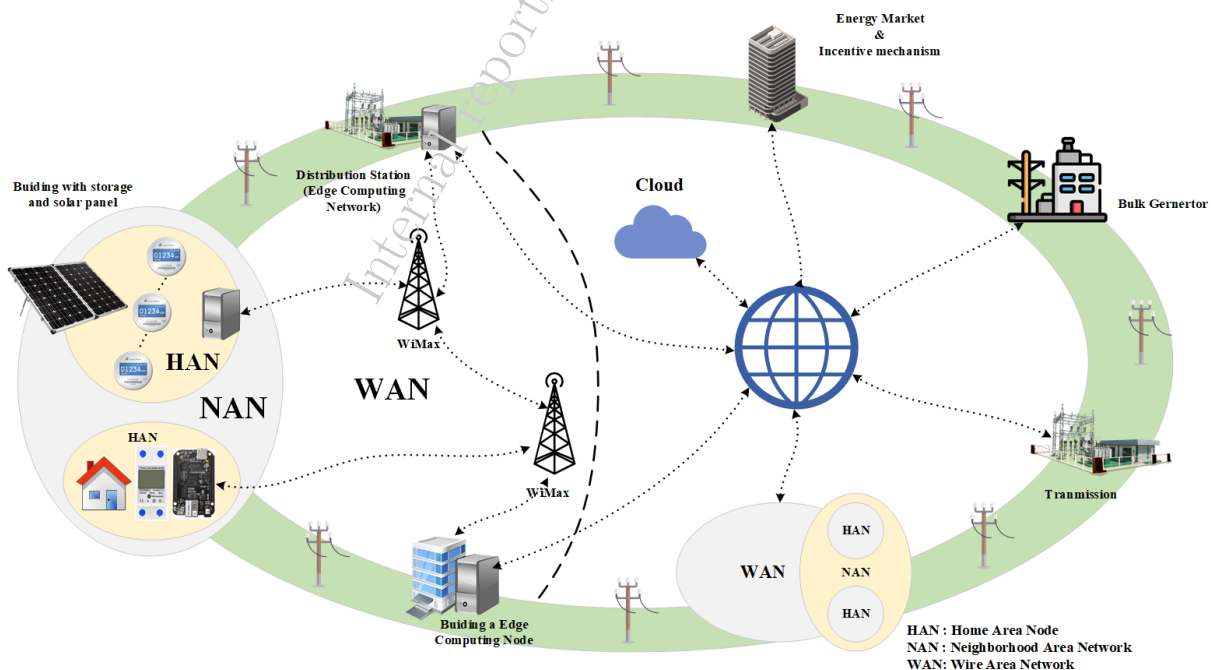 Energy Market
&
Incentive mechanism
Internal report
Distribution Station
(Edge Computing
Network)
Buiding with storage
and solar panel
Cloud
Bulk Gernertor
01234
01234
01234
HAN
NAN
WiMax
WAN
HAN
WiMax
Tranmission
WAN
HAN
NAN
HAN
Buiding a Edge
Computing Node
HAN : Home Area Node
NAN : Neighborhood Area Network
WAN: Wire Area Network